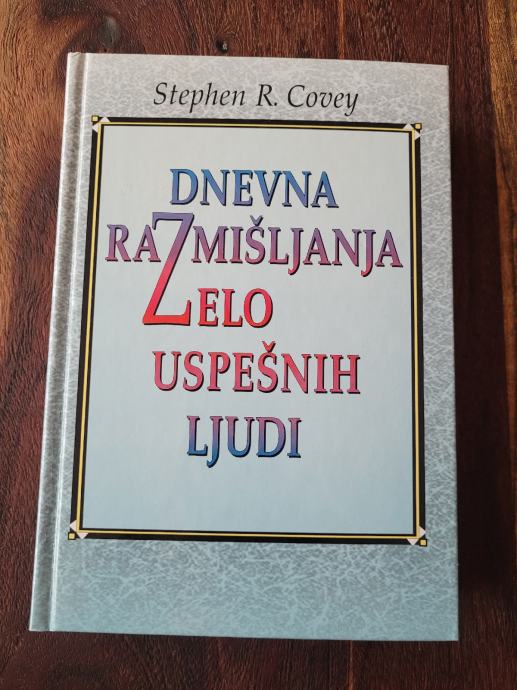 Stephen R. Covey
DNEVNA
RAZMIŠLJANJA
ZELO
USPEŠNIH
LJUDI